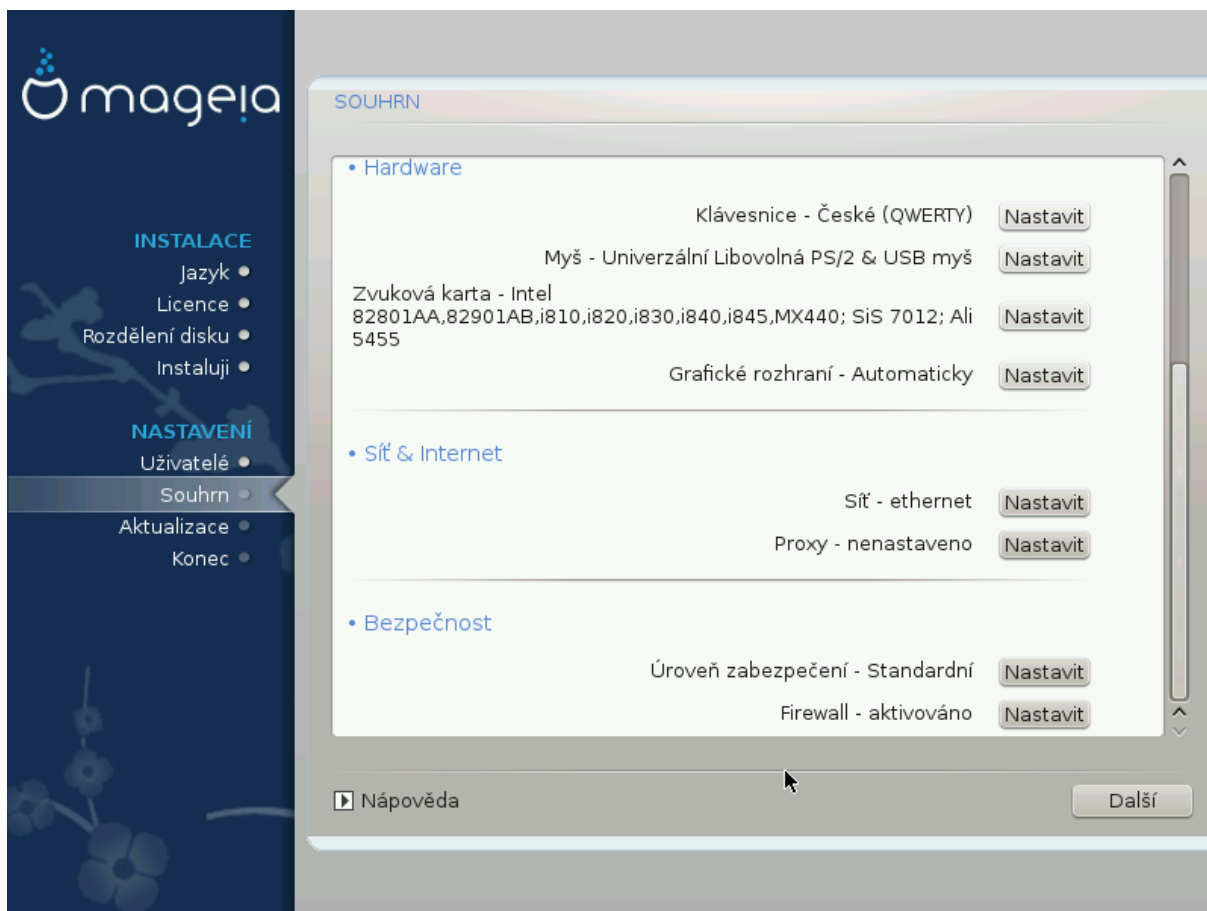 mageia
INSTALACE
Jazyk
Licence
Rozdělení disku
Instaluji
NASTAVENÍ
Uživatelé
Souhrn
Aktualizace
Konec
SOUHRN
• Hardware
Klávesnice - České (QWERTY) Nastavit
Myš - Univerzální Libovolná PS/2 & USB myš Nastavit
Zvuková karta - Intel
82801AA,82901AB,i810,i820,i830,i840,i845,MX440; SiS 7012; Ali Nastavit
5455
Grafické rozhraní - Automaticky Nastavit
• Síť & Internet
Síť - ethernet Nastavit
Proxy - nenastaveno Nastavit
• Bezpečnost
Úroveň zabezpečení - Standardní Nastavit
Firewall - aktivováno Nastavit
Nápověda
Další